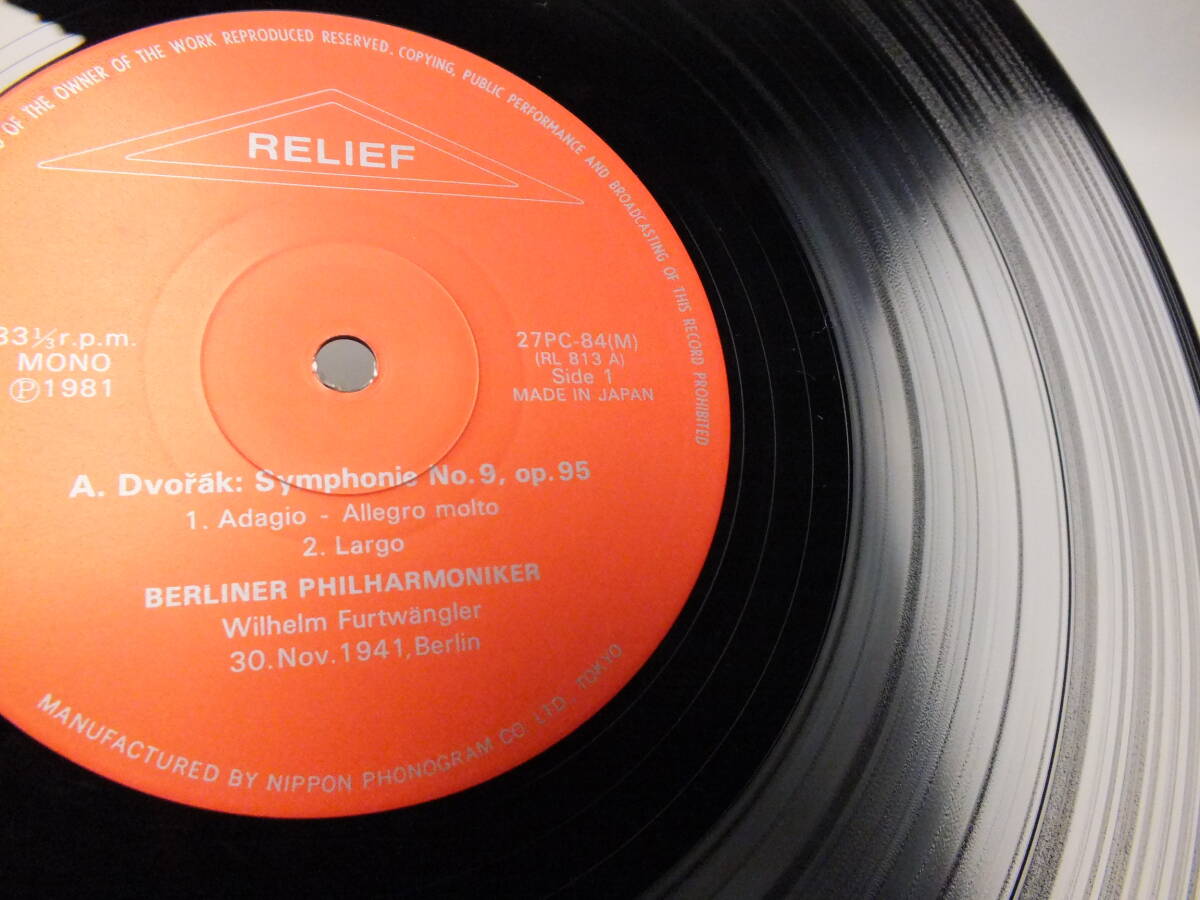 OF THE OWNER OF THE WORK REPRODUCED RESERVED. COPYING, PUBLIC PERFORMANCE AND BROADCASTING OF THIS RECORD PROHIBITED
RELIEF
33⅓ r.p.m.
MONO
Ⓟ1981
27PC-84(M)
(RL 813 A)
Side 1
MADE IN JAPAN
A. Dvořák: Symphonie No.9, op.95
1. Adagio - Allegro molto
2. Largo
BERLINER PHILHARMONIKER
Wilhelm Furtwängler
30.Nov.1941,Berlin
MANUFACTURED BY NIPPON PHONOGRAM CO. LTD. TOKYO